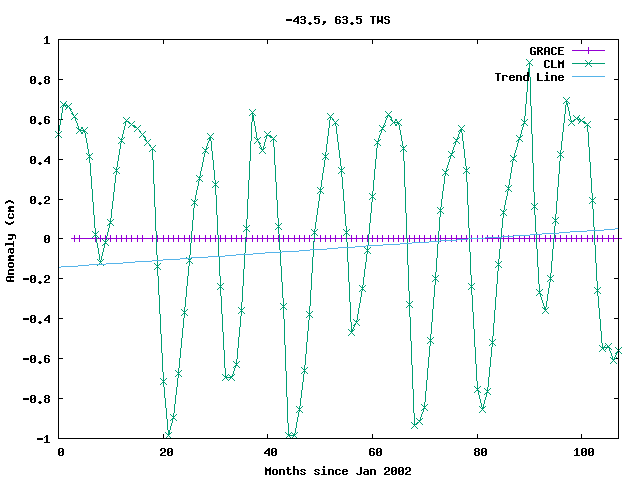 -43.5, 63.5 TWS
GRACE
CLM
Trend Line
1
0.8
0.6
0.4
0.2
0
-0.2
-0.4
-0.6
-0.8
-1
Anomaly (cm)
0 20 40 60 80 100
Months since Jan 2002